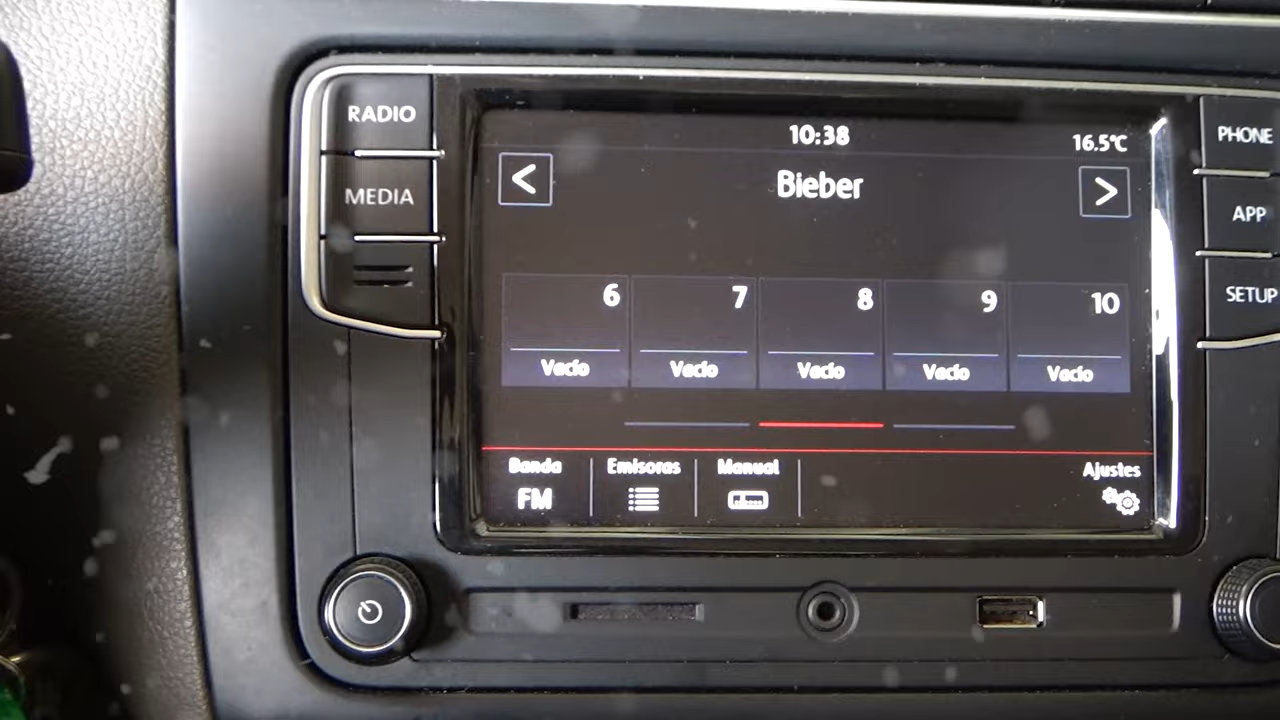 RADIO
MEDIA
10:38
16.5°C
<
Bieber
>
6 7 8 9 10
Vacío Vacío Vacío Vacío Vacío
Banda Emisoras Manual Ajustes
FM
PHONE
APP
SETUP